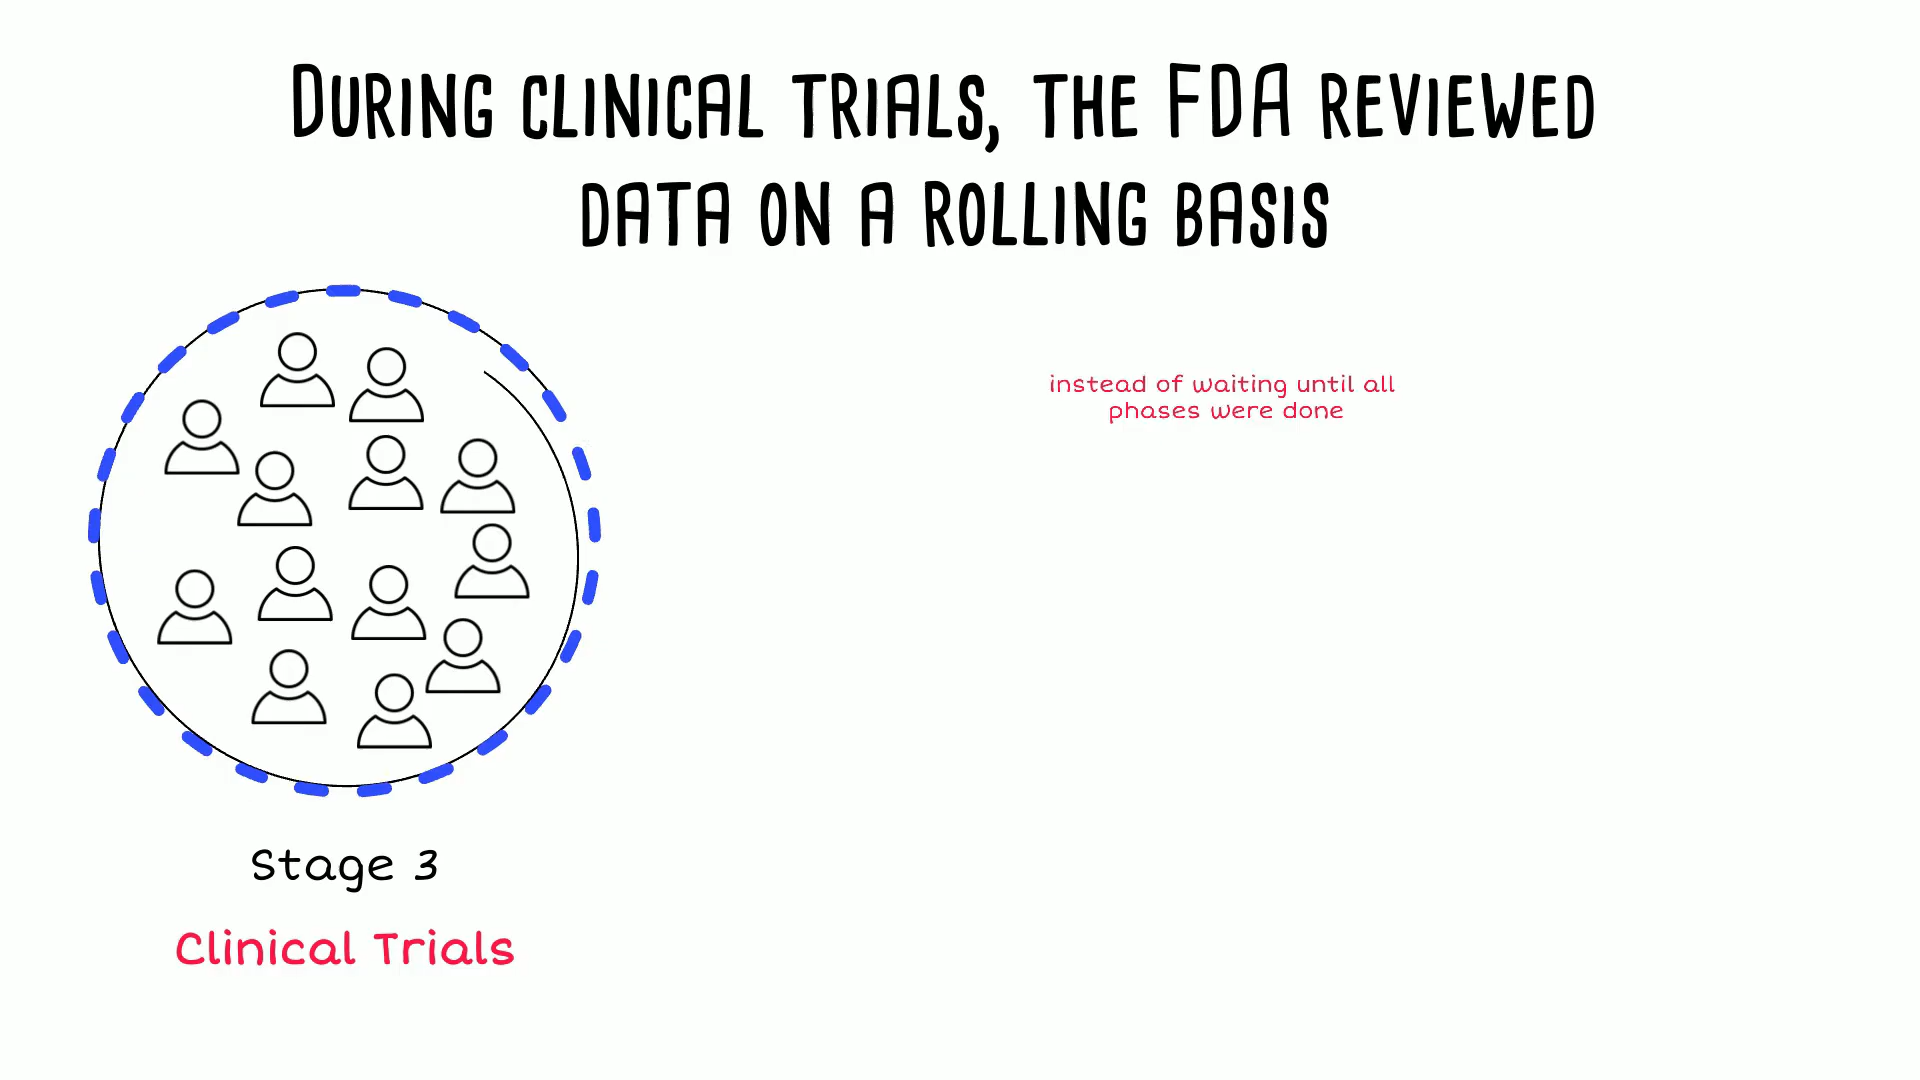 During clinical trials, the FDA reviewed
data on a rolling basis
instead of waiting until all
phases were done
Stage 3
Clinical Trials